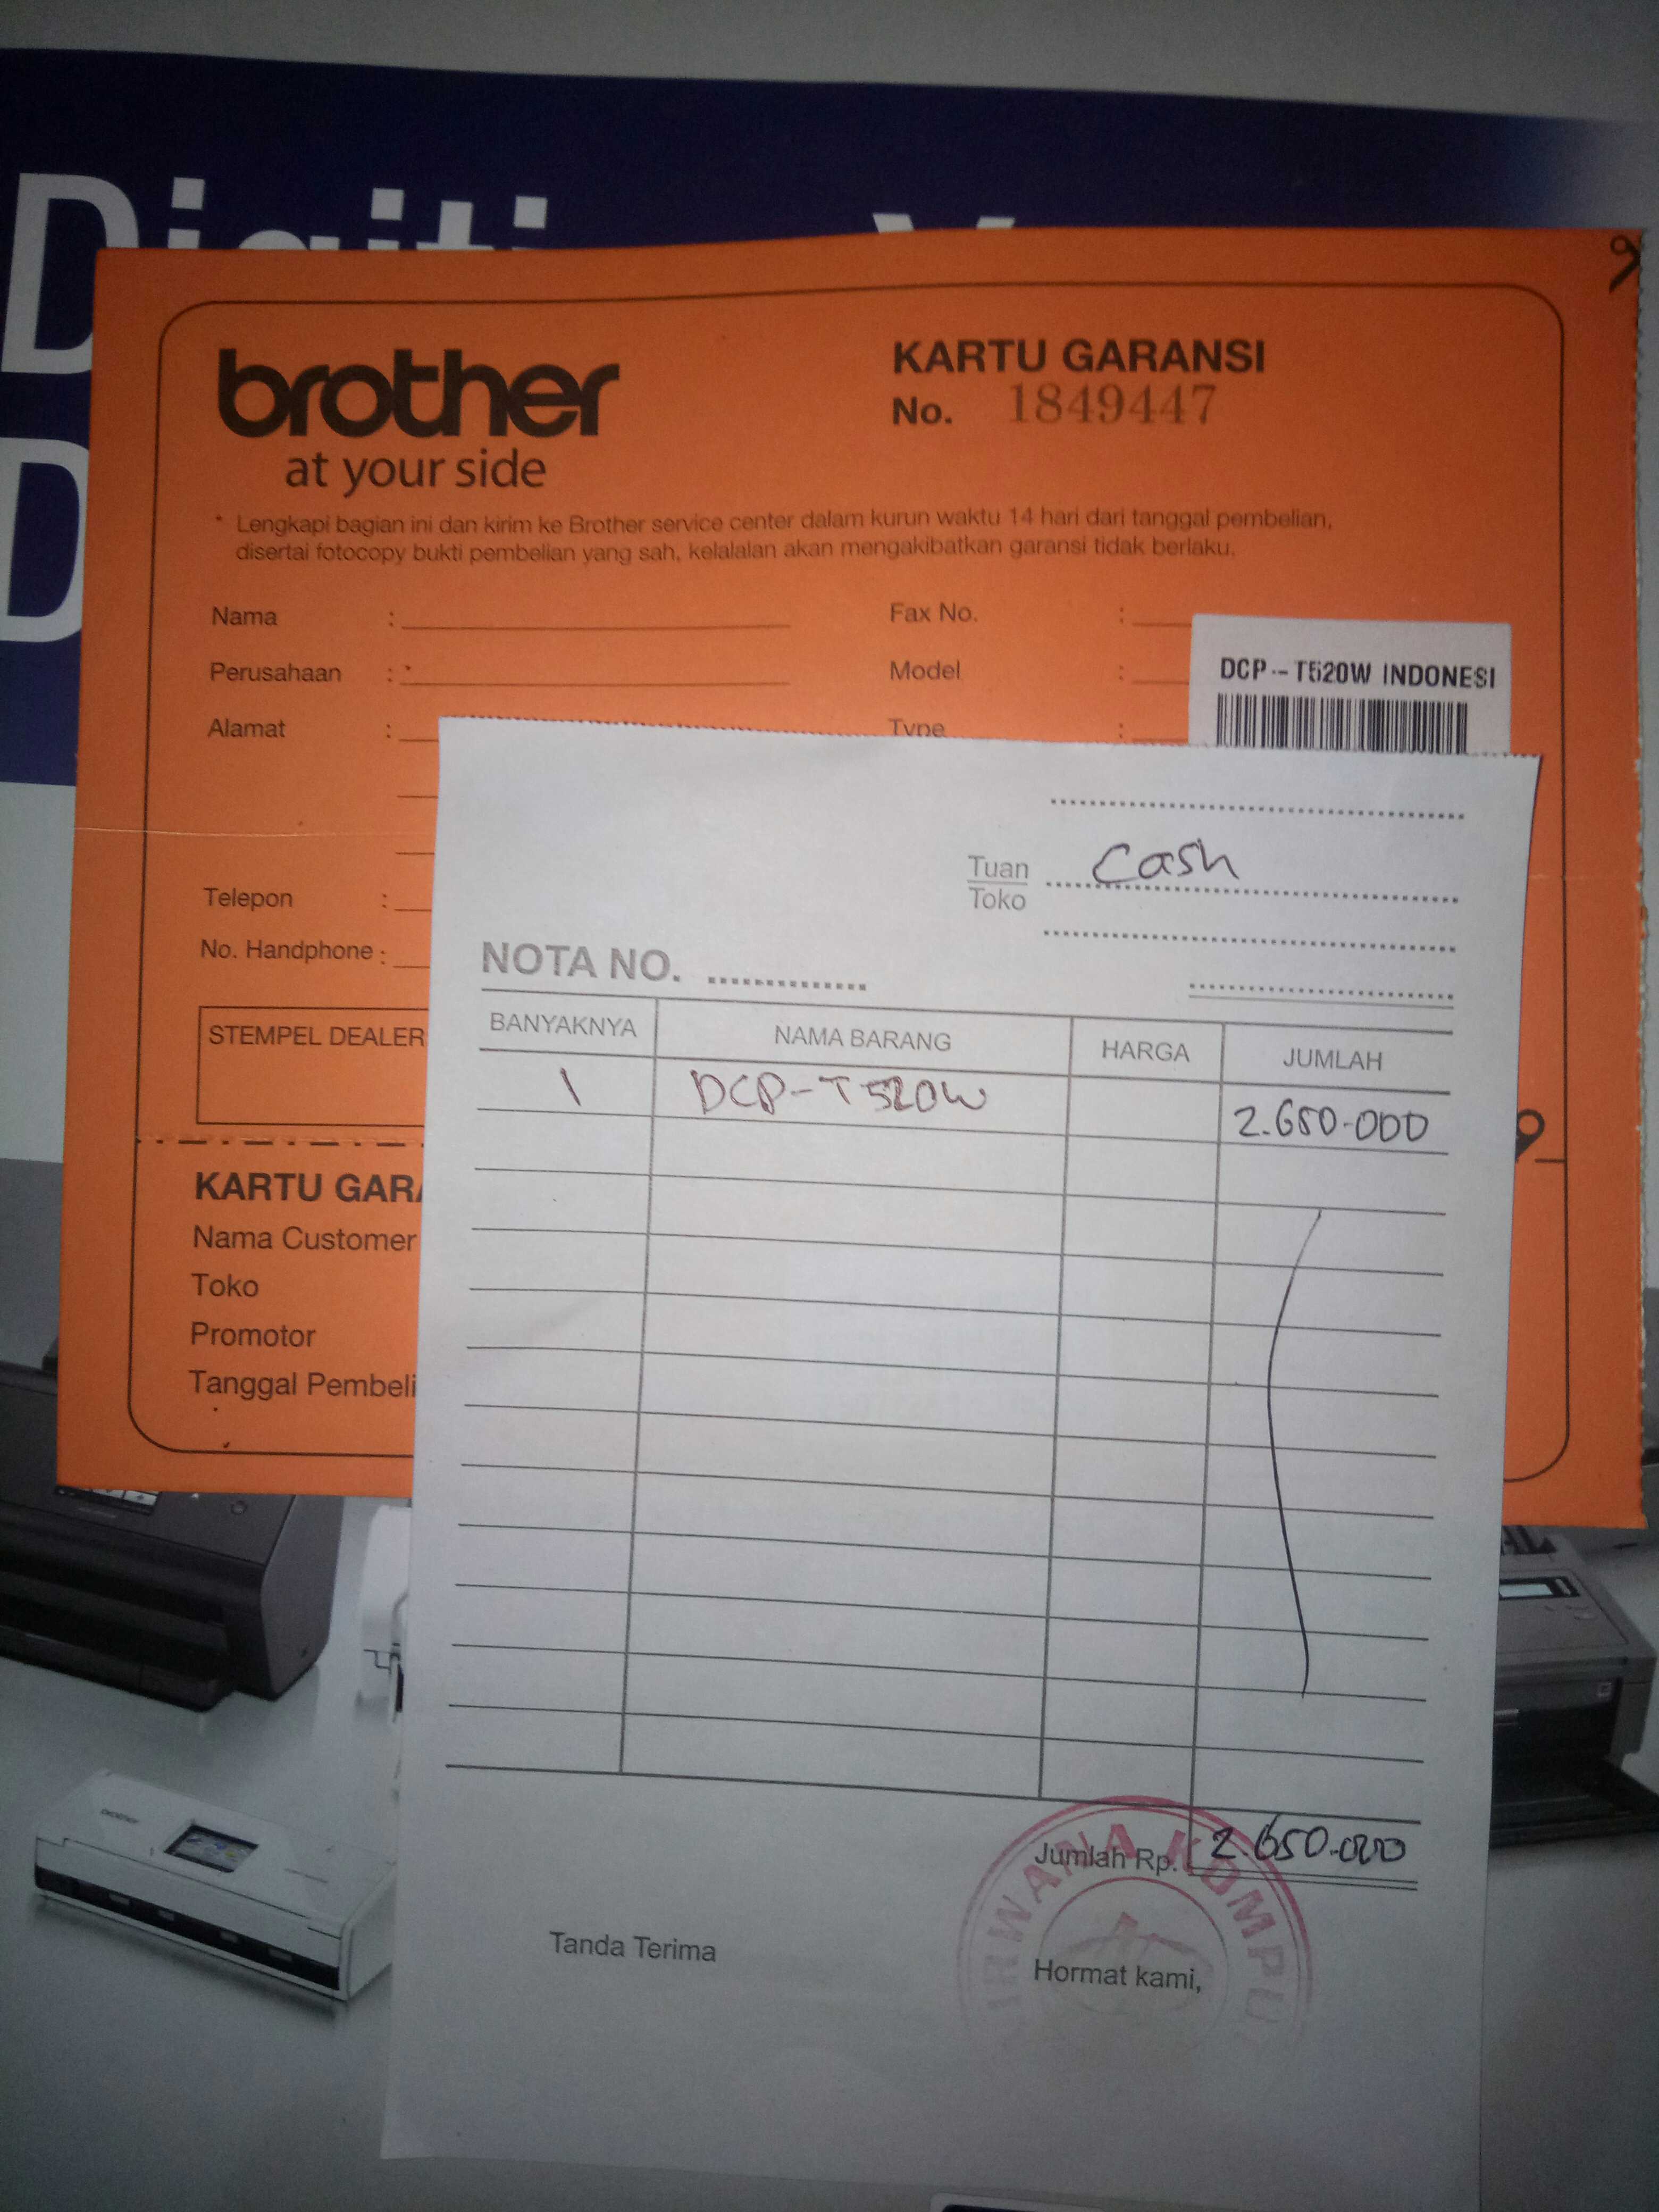 brother
at your side
KARTU GARANSI
No. 1849447
* Lengkapi bagian ini dan kirim ke Brother service center dalam kurun waktu 14 hari dari tanggal pembelian,
disertai fotocopy bukti pembelian yang sah, kelalaian akan mengakibatkan garansi tidak berlaku.
Nama :
Fax No. :
Perusahaan :
Model :
Alamat :
Type :
DCP-T520W INDONESI
Telepon :
No. Handphone :
STEMPEL DEALER
KARTU GAR
Nama Customer
Toko
Promotor
Tanggal Pembeli
Tuan Cash
Toko
NOTA NO.
BANYAKNYA NAMA BARANG HARGA JUMLAH
1 DCP-T520W 2.650.000
Jumlah Rp. 2.650.000
Tanda Terima
Hormat kami,
IRWANA KOMPU
brother